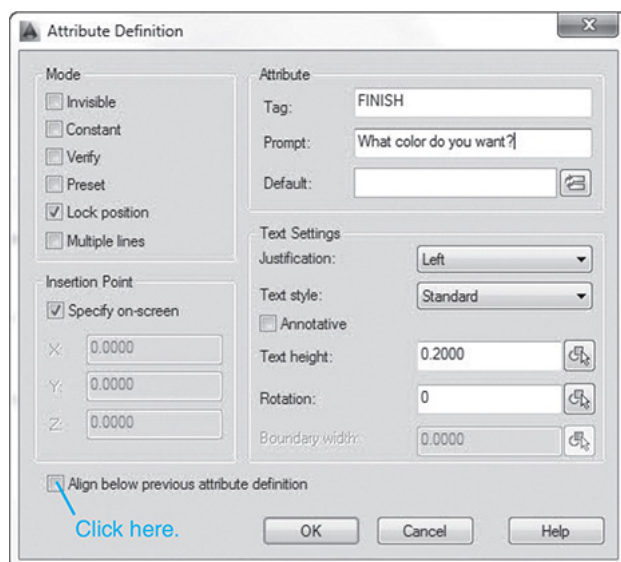 Attribute Definition
Mode
Invisible
Constant
Verify
Preset
Lock position
Multiple lines
Insertion Point
Specify on-screen
X: 0.0000
Y: 0.0000
Z: 0.0000
Attribute
Tag: FINISH
Prompt: What color do you want?
Default:
Text Settings
Justification: Left
Text style: Standard
Annotative
Text height: 0.2000
Rotation: 0
Boundary width: 0.0000
Align below previous attribute definition
Click here.
OK Cancel Help